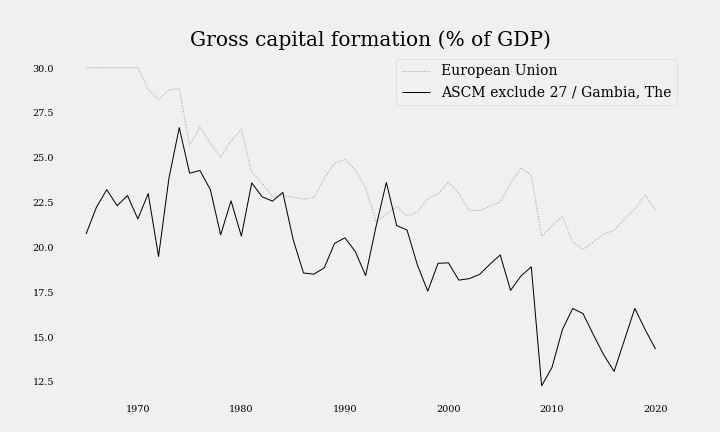 Gross capital formation (% of GDP)
European Union
ASCM exclude 27 / Gambia, The
30.0
27.5
25.0
22.5
20.0
17.5
15.0
12.5
1970 1980 1990 2000 2010 2020